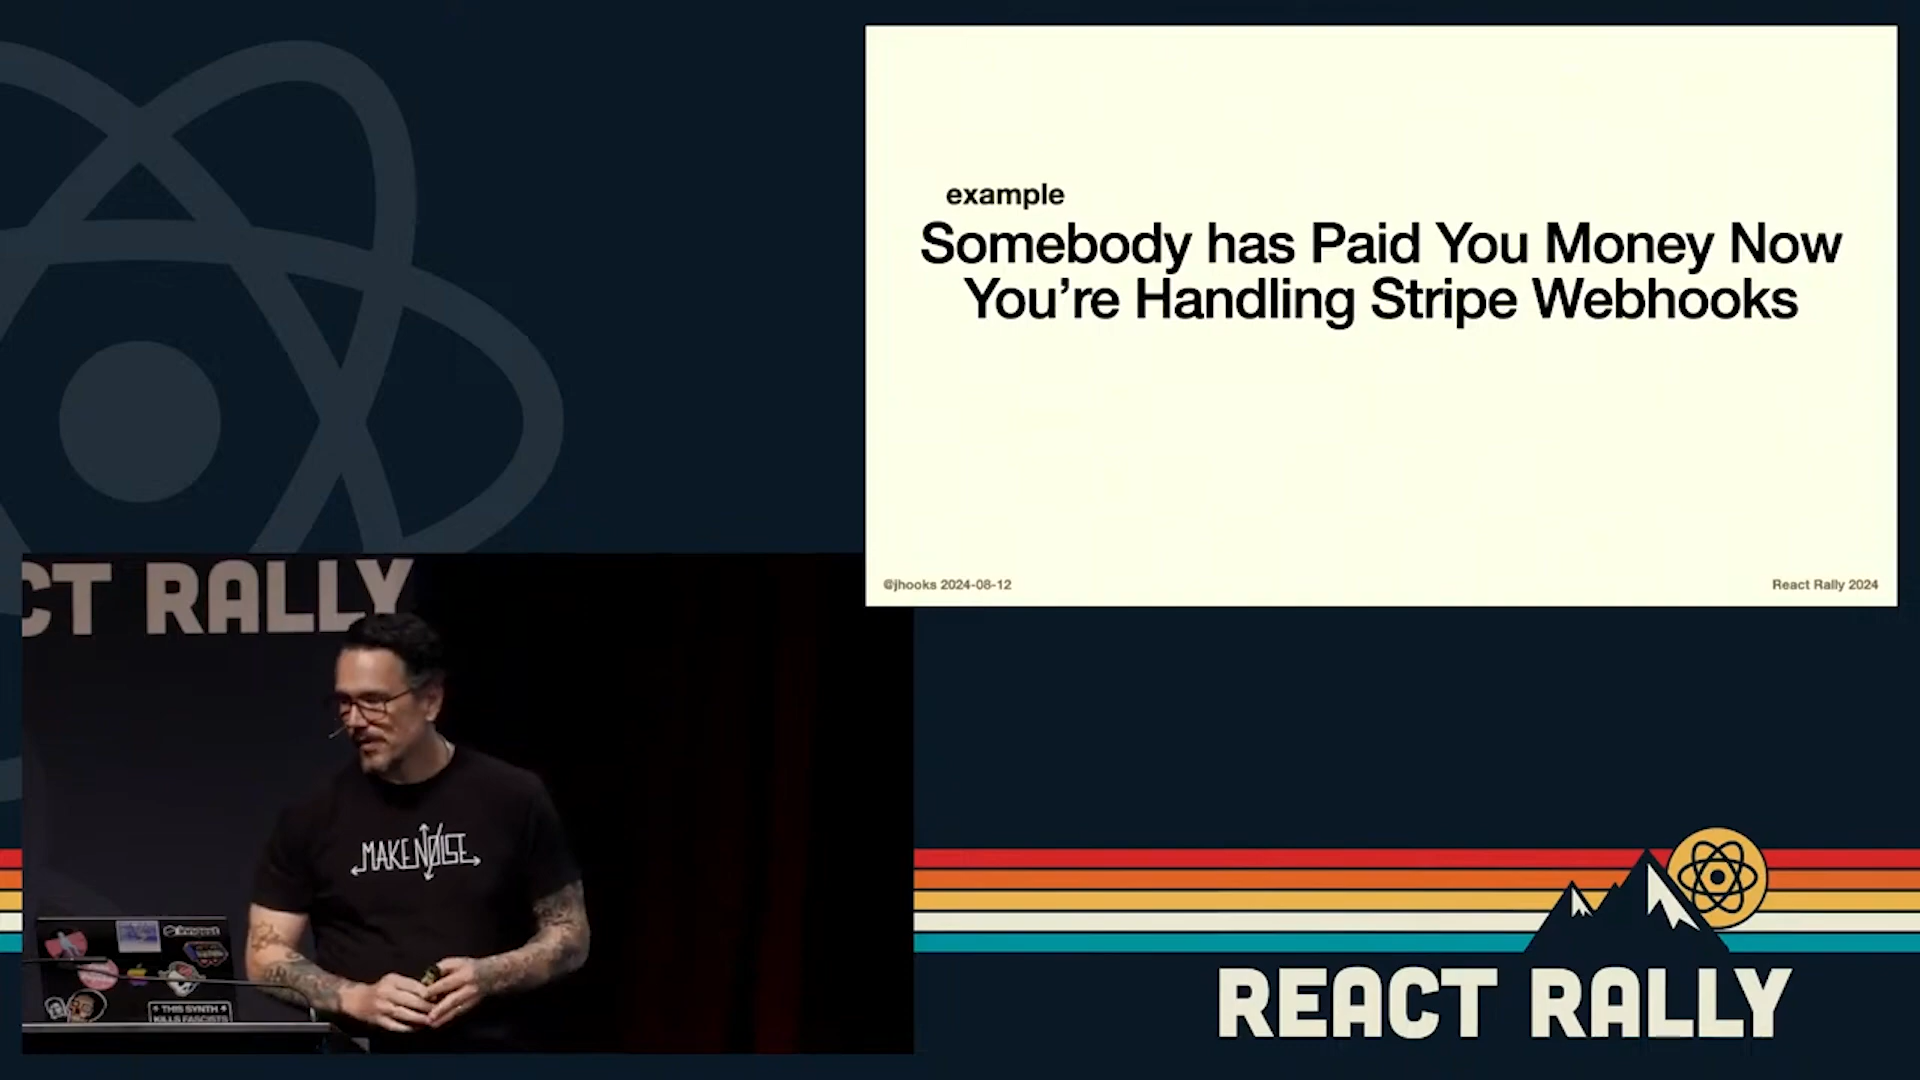 example
Somebody has Paid You Money Now
You're Handling Stripe Webhooks
@jhooks 2024-08-12
React Rally 2024
CT RALLY
MAKENOISE
inngest
THIS SYNTH
KILLS FASCISTS
REACT RALLY